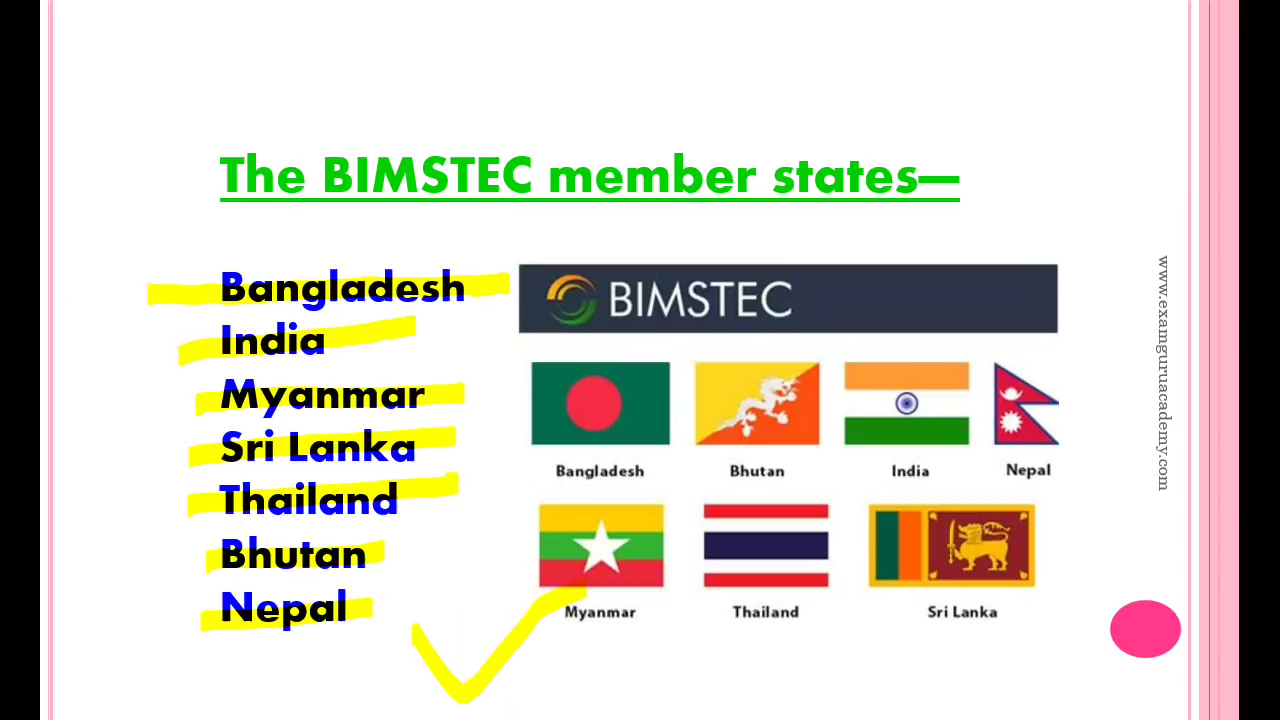 The BIMSTEC member states—
Bangladesh
India
Myanmar
Sri Lanka
Thailand
Bhutan
Nepal
BIMSTEC
Bangladesh Bhutan India Nepal
Myanmar Thailand Sri Lanka
www.examguruacademy.com